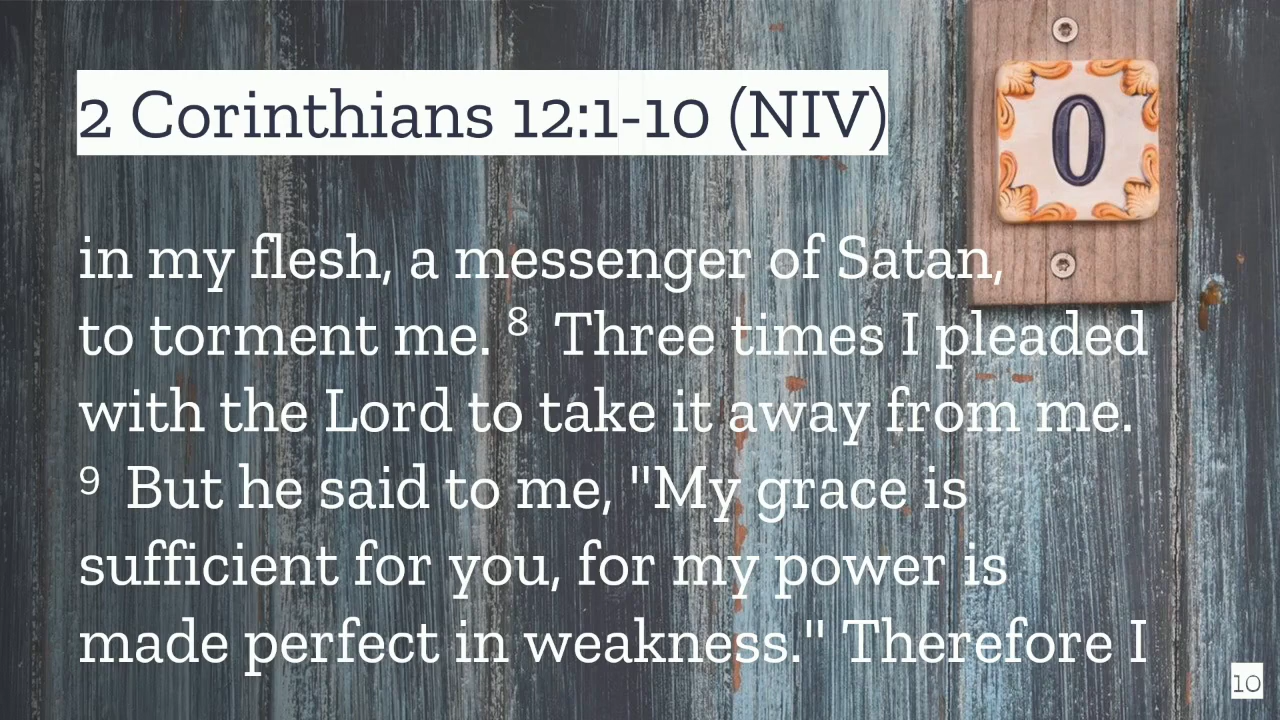 2 Corinthians 12:1-10 (NIV)
0
in my flesh, a messenger of Satan,
to torment me. 8 Three times I pleaded
with the Lord to take it away from me.
9 But he said to me, "My grace is
sufficient for you, for my power is
made perfect in weakness." Therefore I
10